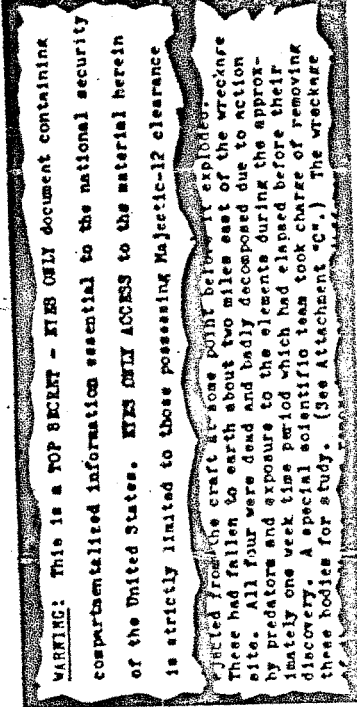 WARNING: This is a TOP SECRET - EYES ONLY document containing
compartmentalized information essential to the national security
of the United States. EYES ONLY ACCESS to the material herein
is strictly limited to those possessing Majestic-12 clearance
ejected from the craft at some point before it exploded.
These had fallen to earth about two miles east of the wreckage
site. All four were dead and badly decomposed due to action
by predators and exposure to the elements during the approx-
imately one week time period which had elapsed before their
discovery. A special scientific team took charge of removing
these bodies for study. (See Attachment "C".) The wreckage